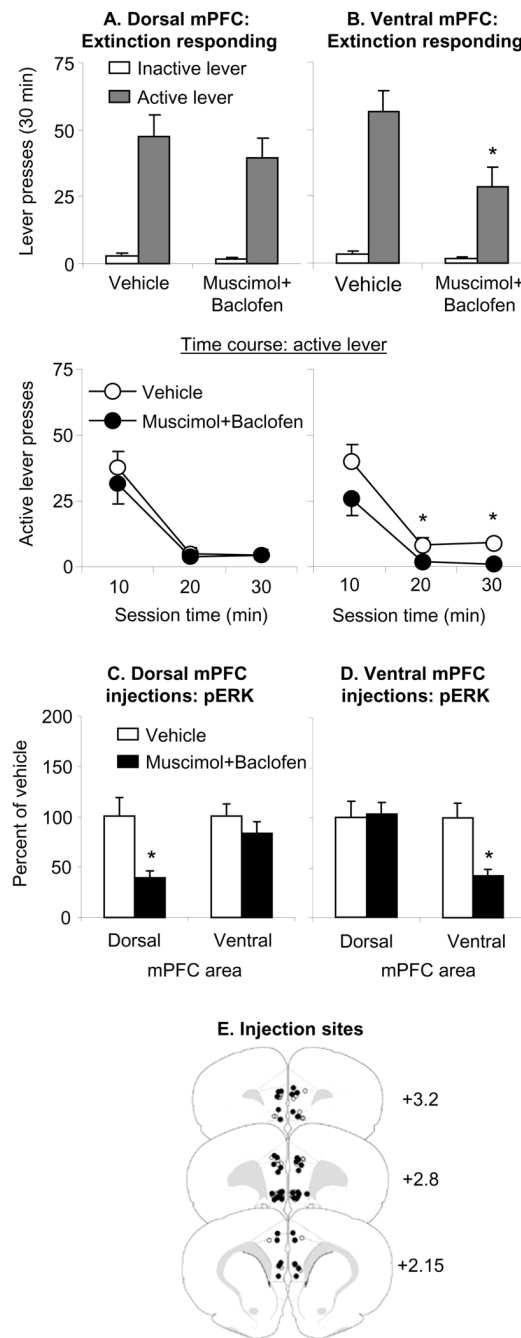 A. Dorsal mPFC:
Extinction responding
B. Ventral mPFC:
Extinction responding
Lever presses (30 min)
75
50
25
0
Inactive lever
Active lever
*
Vehicle
Muscimol+
Baclofen
Vehicle
Muscimol+
Baclofen
Time course: active lever
Active lever presses
75
50
25
0
Vehicle
Muscimol+Baclofen
* *
10 20 30
10 20 30
Session time (min)
Session time (min)
C. Dorsal mPFC
injections: pERK
D. Ventral mPFC
injections: pERK
Percent of vehicle
200
150
100
50
0
Vehicle
Muscimol+Baclofen
*
*
Dorsal Ventral
Dorsal Ventral
mPFC area
mPFC area
E. Injection sites
+3.2
+2.8
+2.15